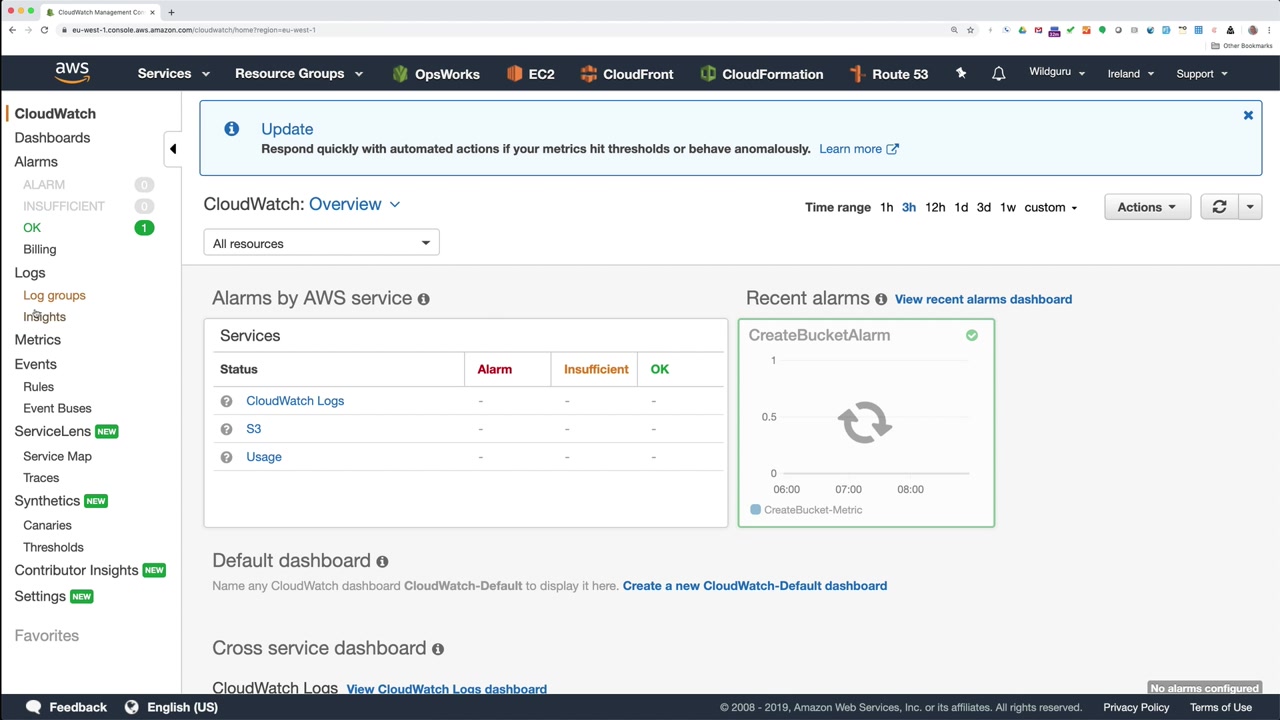 CloudWatch Management Con
eu-west-1.console.aws.amazon.com/cloudwatch/home?region=eu-west-1
Other Bookmarks
aws Services Resource Groups OpsWorks EC2 CloudFront CloudFormation Route 53 Wildguru Ireland Support
CloudWatch
Dashboards
Alarms
ALARM 0
INSUFFICIENT 0
OK 1
Billing
Logs
Log groups
Insights
Metrics
Events
Rules
Event Buses
ServiceLens NEW
Service Map
Traces
Synthetics NEW
Canaries
Thresholds
Contributor Insights NEW
Settings NEW
Favorites
Update
Respond quickly with automated actions if your metrics hit thresholds or behave anomalously. Learn more
CloudWatch: Overview
Time range 1h 3h 12h 1d 3d 1w custom Actions
All resources
Alarms by AWS service
Services
Status Alarm Insufficient OK
CloudWatch Logs - - -
S3 - - -
Usage - - -
Recent alarms View recent alarms dashboard
CreateBucketAlarm
1
0.5
0
06:00 07:00 08:00
CreateBucket-Metric
Default dashboard
Name any CloudWatch dashboard CloudWatch-Default to display it here. Create a new CloudWatch-Default dashboard
Cross service dashboard
CloudWatch Logs View CloudWatch Logs dashboard
No alarms configured
Feedback English (US)
© 2008 - 2019, Amazon Web Services, Inc. or its affiliates. All rights reserved. Privacy Policy Terms of Use